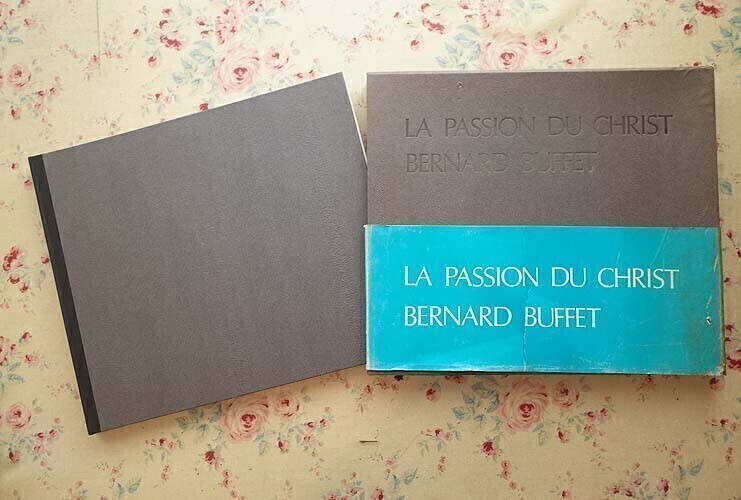 LA PASSION DU CHRIST
BERNARD BUFFET
LA PASSION DU CHRIST
BERNARD BUFFET